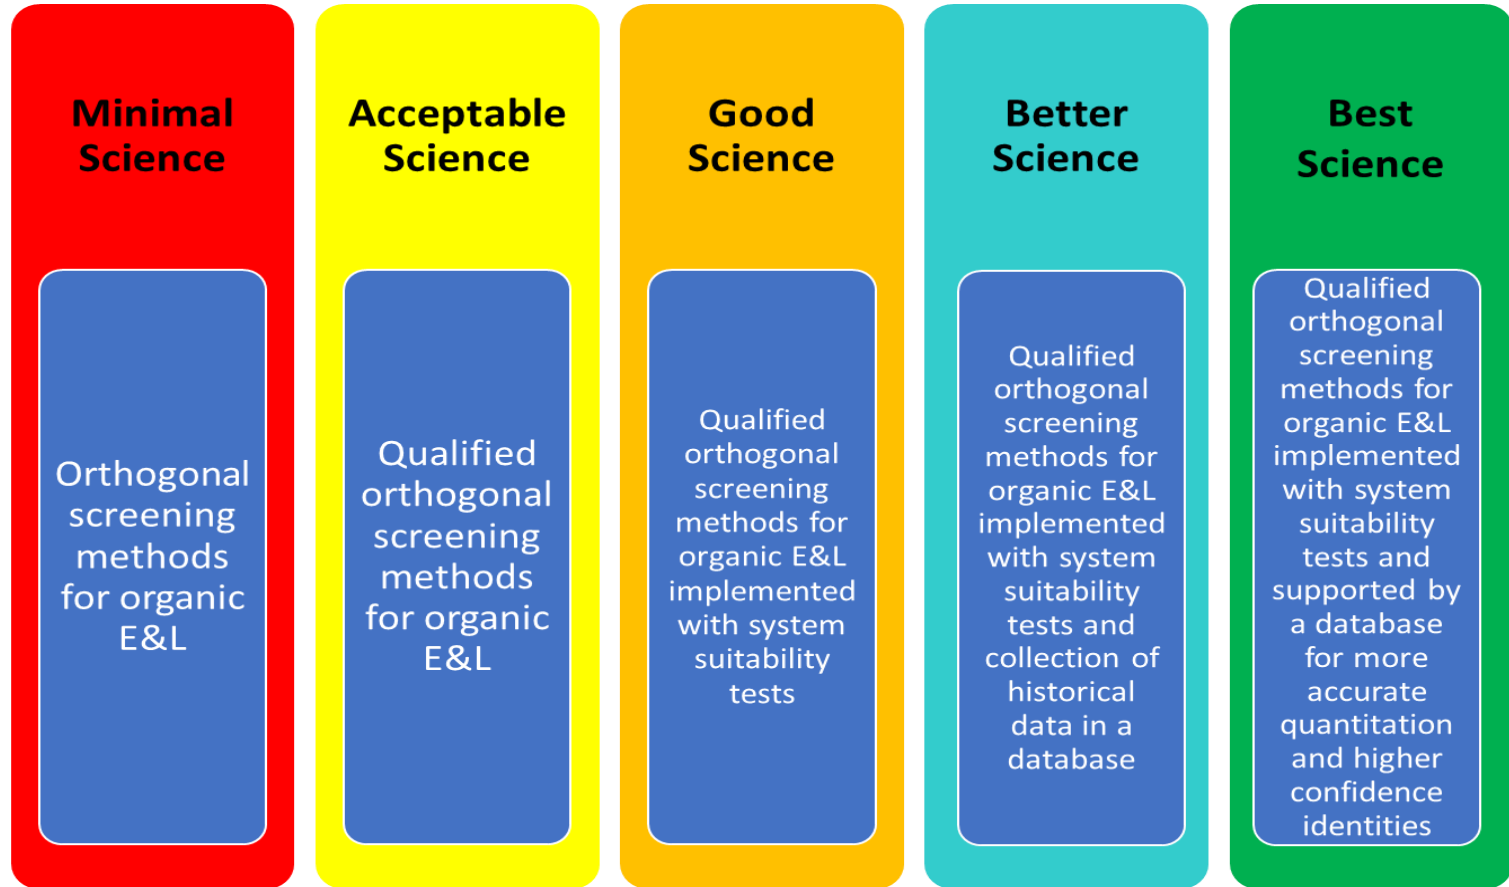 Minimal
Science
Orthogonal
screening
methods
for organic
E&L
Acceptable
Science
Qualified
orthogonal
screening
methods
for organic
E&L
Good
Science
Qualified
orthogonal
screening
methods for
organic E&L
implemented
with system
suitability
tests
Better
Science
Qualified
orthogonal
screening
methods for
organic E&L
implemented
with system
suitability
tests and
collection of
historical
data in a
database
Best
Science
Qualified
orthogonal
screening
methods for
organic E&L
implemented
with system
suitability
tests and
supported by
a database
for more
accurate
quantitation
and higher
confidence
identities